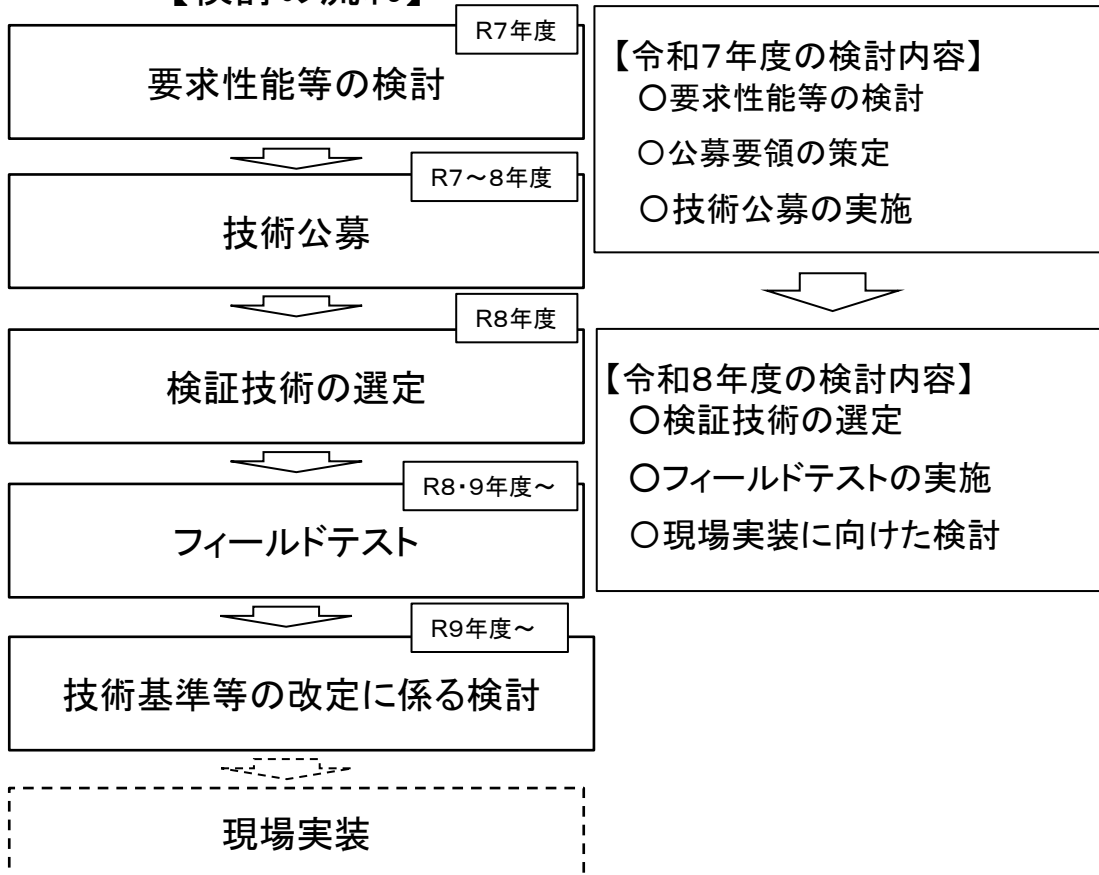 【検討の流れ】
R7年度
要求性能等の検討
R7～8年度
技術公募
R8年度
検証技術の選定
R8・9年度～
フィールドテスト
R9年度～
技術基準等の改定に係る検討
現場実装
【令和7年度の検討内容】
○要求性能等の検討
○公募要領の策定
○技術公募の実施
【令和8年度の検討内容】
○検証技術の選定
○フィールドテストの実施
○現場実装に向けた検討